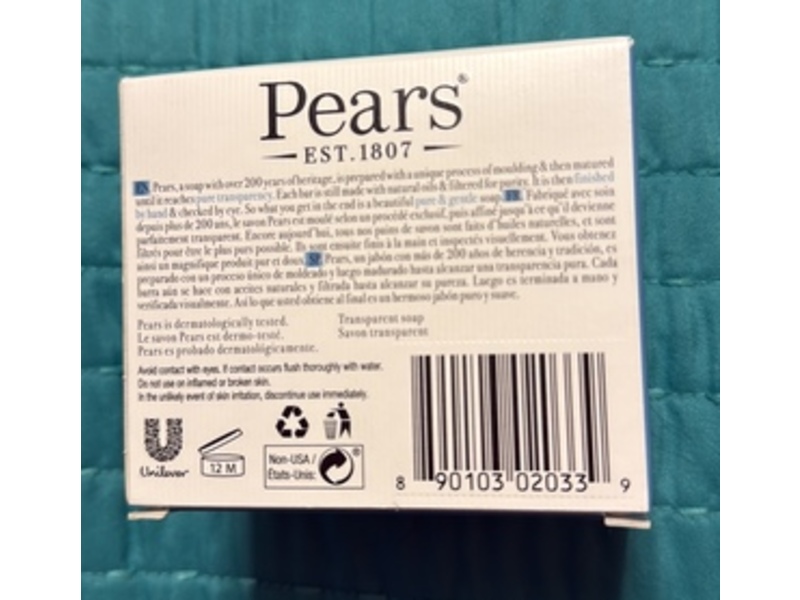 Pears®
EST.1807
EN Pears, a soap with over 200 years of heritage, is prepared with a unique process of moulding & then matured
until it reaches pure transparency. Each bar is still made with natural oils & filtered for purity. It is then finished
by hand & checked by eye. So what you get in the end is a beautiful pure & gentle soap. FR Fabriqué avec soin
depuis plus de 200 ans, le savon Pears est moulé selon un procédé exclusif, puis affiné jusqu'à ce qu'il devienne
parfaitement transparent. Encore aujourd'hui, tous nos pains de savon sont faits d'huiles naturelles, et sont
filtrés pour être le plus purs possible. Ils sont ensuite finis à la main et inspectés visuellement. Vous obtenez
ainsi un magnifique produit pur et doux. SP Pears, un jabón con más de 200 años de herencia y tradición, es
preparado con un proceso único de moldeado y luego madurado hasta alcanzar una transparencia pura. Cada
barra aún se hace con aceites naturales y filtrada hasta alcanzar su pureza. Luego es terminada a mano y
verificada visualmente. Así lo que usted obtiene al final es un hermoso jabón puro y suave.
Pears is dermatologically tested.
Le savon Pears est dermo-testé.
Pears es probado dermatológicamente.
Transparent soap
Savon transparent
Avoid contact with eyes. If contact occurs flush thoroughly with water.
Do not use on inflamed or broken skin.
In the unlikely event of skin irritation, discontinue use immediately.
Unilever
12 M
Non-USA /
États-Unis:
®
8 90103 02033 9